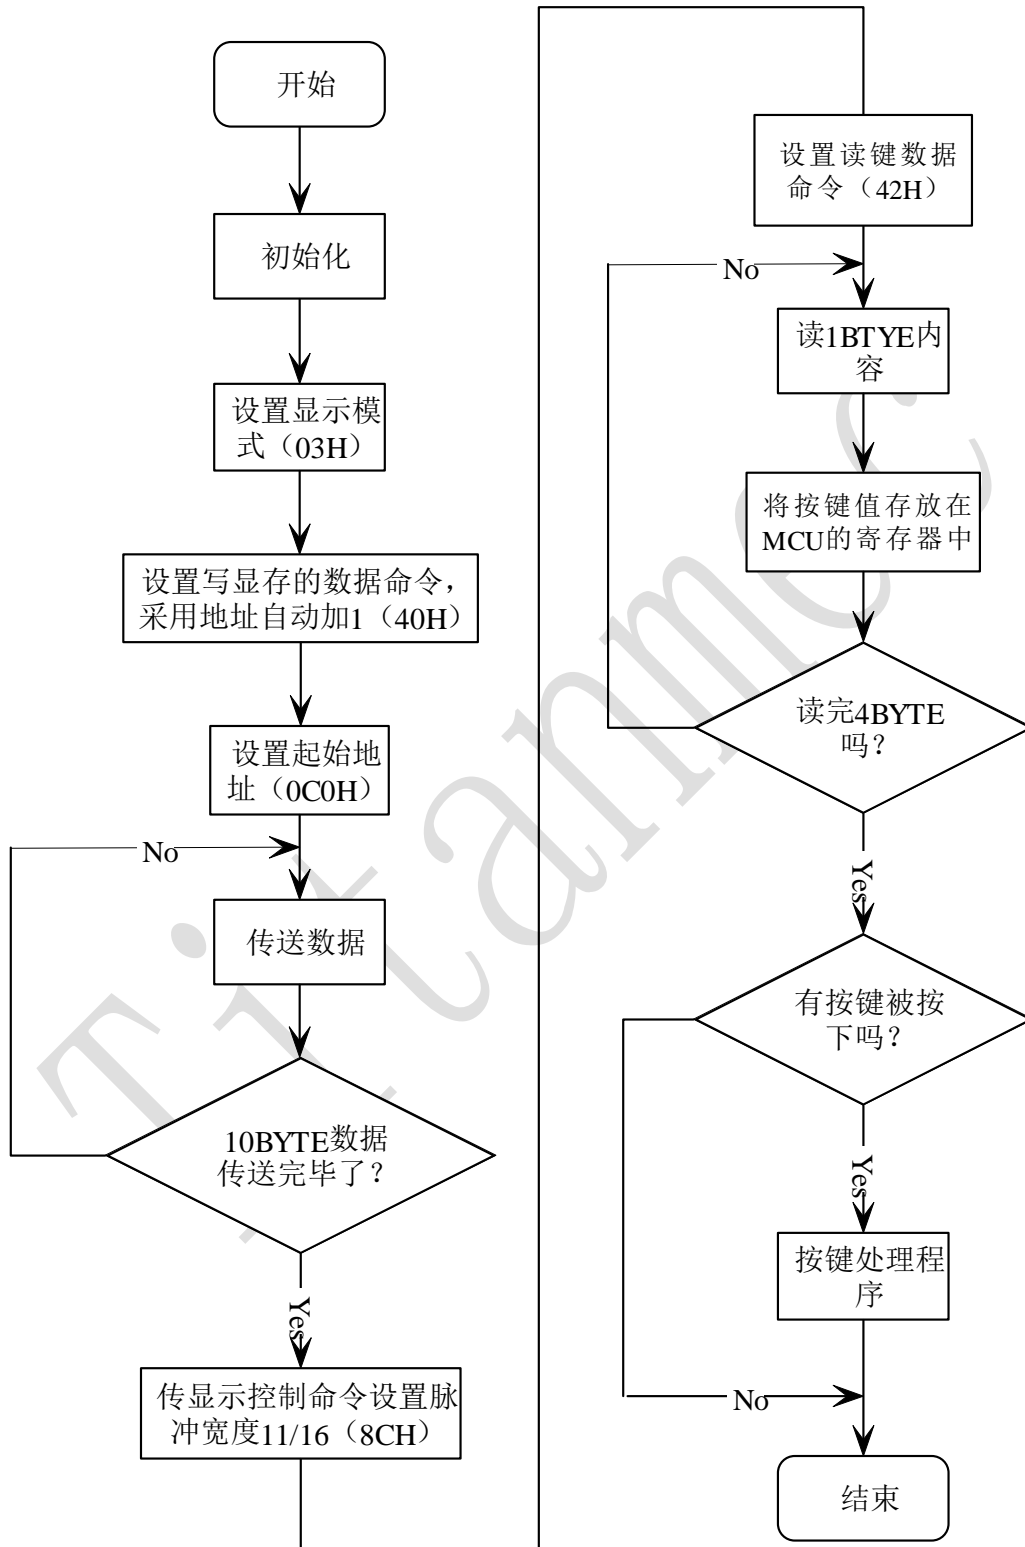 开始
初始化
设置显示模
式（03H）
设置写显存的数据命令，
采用地址自动加1（40H）
设置起始地
址（0C0H）
No
传送数据
10BYTE数据
传送完毕了？
Yes
传显示控制命令设置脉
冲宽度11/16（8CH）
设置读键数据
命令（42H）
No
读1BTYE内
容
将按键值存放在
MCU的寄存器中
读完4BYTE
吗？
Yes
有按键被按
下吗？
Yes
按键处理程
序
No
结束
Titanmec